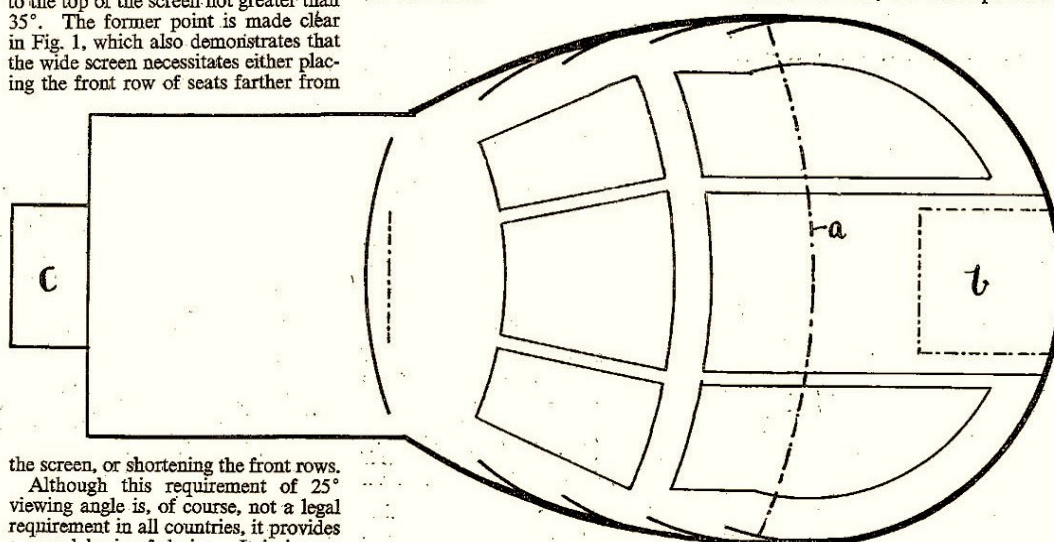 to the top of the screen not greater than
35°. The former point is made clear
in Fig. 1, which also demonstrates that
the wide screen necessitates either plac-
ing the front row of seats farther from
a
b
C
the screen, or shortening the front rows.
Although this requirement of 25°
viewing angle is, of course, not a legal
requirement in all countries, it provides